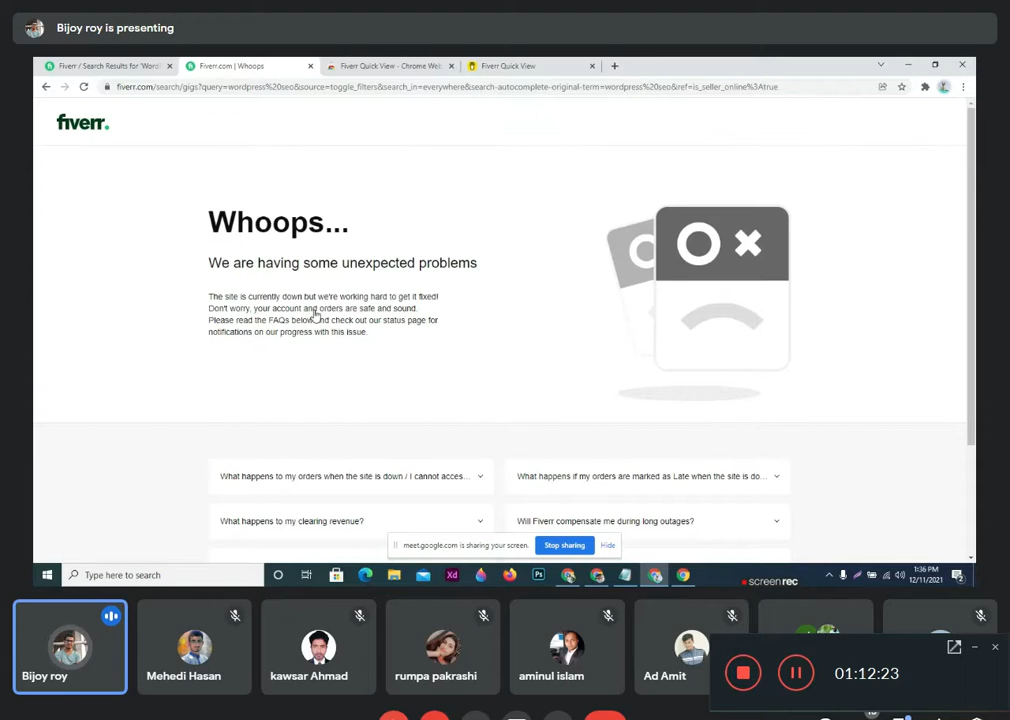 Bijoy roy is presenting
Fiverr / Search Results for 'Word
Fiverr.com | Whoops
Fiverr Quick View - Chrome Web
Fiverr Quick View
fiverr.com/search/gigs?query=wordpress%20seo&source=toggle_filters&search_in=everywhere&search-autocomplete-original-term=wordpress%20seo&ref=is_seller_online%3Atrue
fiverr.
Whoops...
We are having some unexpected problems
The site is currently down but we're working hard to get it fixed!
Don't worry, your account and orders are safe and sound.
Please read the FAQs below and check out our status page for
notifications on our progress with this issue.
What happens to my orders when the site is down / I cannot acces...
What happens if my orders are marked as Late when the site is do...
What happens to my clearing revenue?
Will Fiverr compensate me during long outages?
meet.google.com is sharing your screen.
Stop sharing
Hide
Type here to search
Xd
Ps
screen rec
1:36 PM
12/11/2021
2
Bijoy roy
Mehedi Hasan
kawsar Ahmad
rumpa pakrashi
aminul islam
Ad Amit
01:12:23